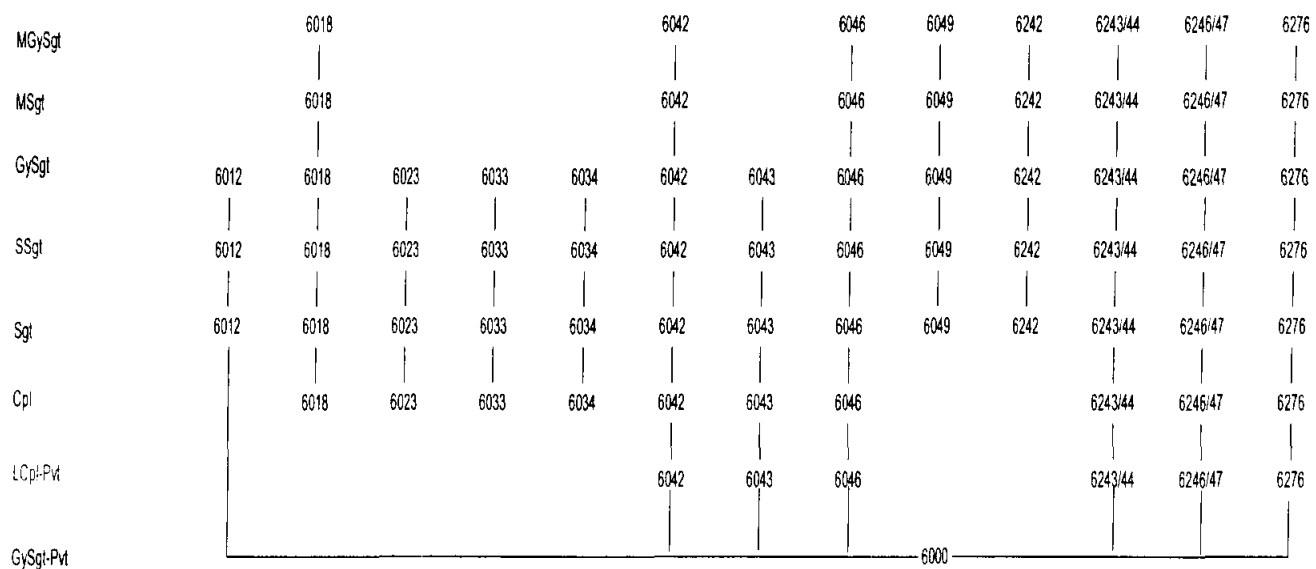 MGySgt 6018 6042 6046 6049 6242 6243/44 6246/47 6276
MSgt 6018 6042 6046 6049 6242 6243/44 6246/47 6276
GySgt 6012 6018 6023 6033 6034 6042 6043 6046 6049 6242 6243/44 6246/47 6276
SSgt 6012 6018 6023 6033 6034 6042 6043 6046 6049 6242 6243/44 6246/47 6276
Sgt 6012 6018 6023 6033 6034 6042 6043 6046 6049 6242 6243/44 6246/47 6276
Cpl 6018 6023 6033 6034 6042 6043 6046 6243/44 6246/47 6276
LCpl-Pvt 6042 6043 6046 6243/44 6246/47 6276
GySgt-Pvt 6000